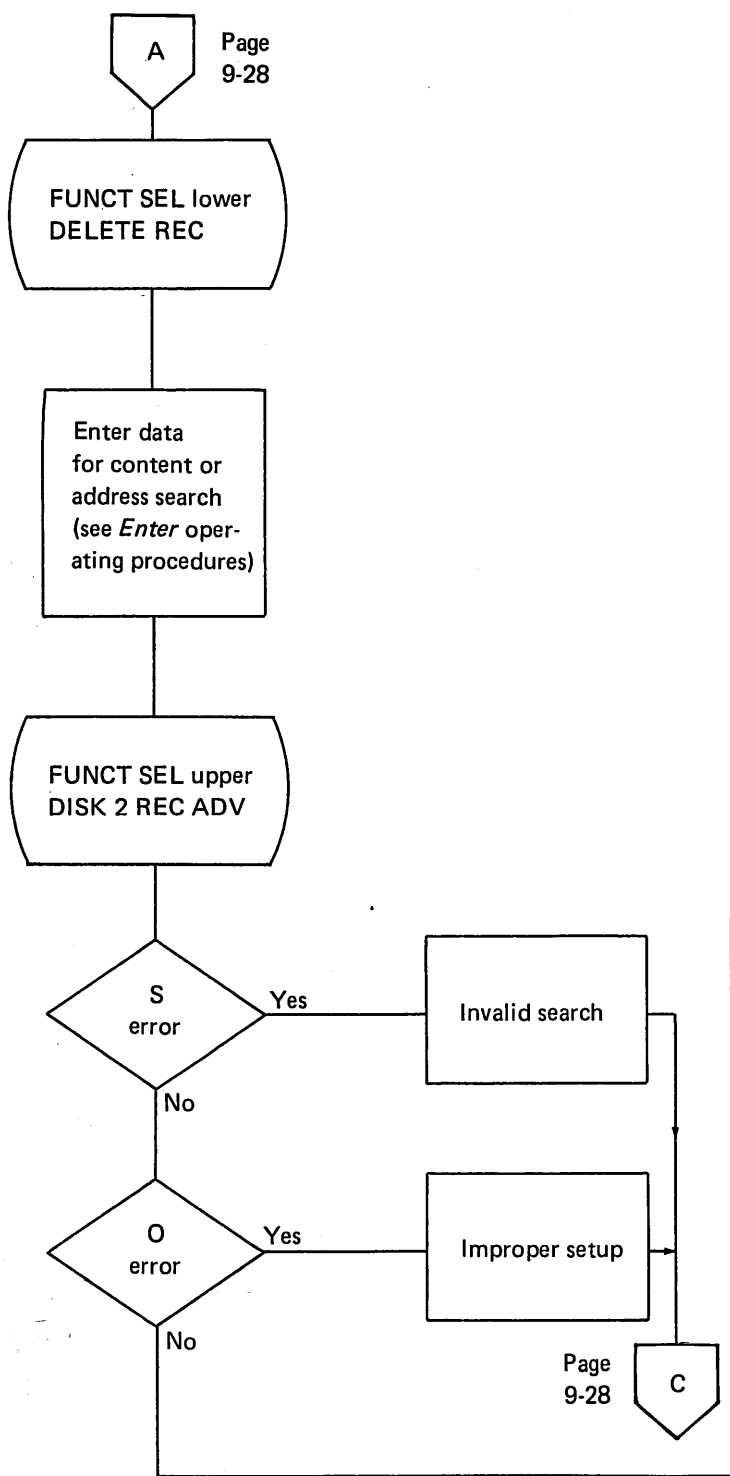 A
Page
9-28
FUNCT SEL lower
DELETE REC
Enter data
for content or
address search
(see Enter oper-
ating procedures)
FUNCT SEL upper
DISK 2 REC ADV
S
error
Yes
Invalid search
No
O
error
Yes
Improper setup
No
Page
9-28
C